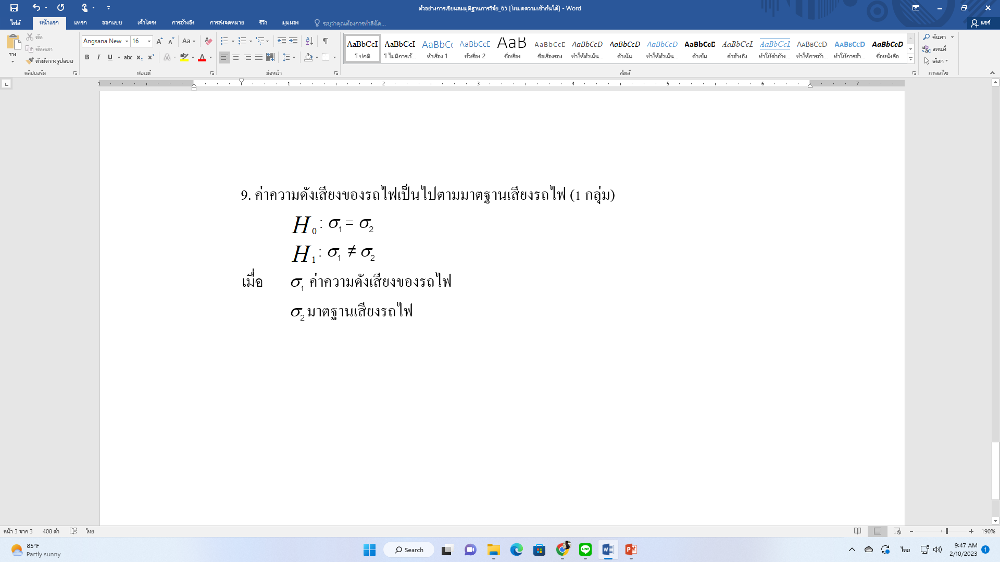 ตัวอย่างการเขียนสมมุติฐานการวิจัย_65 [โหมดความเข้ากันได้] - Word
ไฟล์ หน้าแรก แทรก ออกแบบ เค้าโครง การอ้างอิง การส่งจดหมาย รีวิว มุมมอง ระบุว่าคุณต้องการทำสิ่งใด... แชร์
วาง
ตัด
คัดลอก
ตัวคัดวางรูปแบบ
คลิปบอร์ด
Angsana New 16
ฟอนต์
ย่อหน้า
AaBbCcI AaBbCcI AaBbCc AaBbCcD AaB AaBbCcD AaBbCcD AaBbCcD AaBbCcD AaBbCcD AaBbCcI AaBbCcI AaBbCcD AaBbCcD AaBbCcD
¶ ปกติ ¶ ไม่มีการเว้... หัวเรื่อง 1 หัวเรื่อง 2 ชื่อเรื่อง ชื่อเรื่องรอง ทำให้ตัวเน้น... ตัวเน้น ทำให้ตัวเน้น... ตัวเข้ม คำอ้างอิง ทำให้คำอ้าง... ทำให้การอ้า... ทำให้การอ้า... ชื่อหนังสือ
สไตล์
ค้นหา
แทนที่
เลือก
การแก้ไข
1 1 2 3 4 5 6 7
9. ค่าความดังเสียงของรถไฟเป็นไปตามมาตฐานเสียงรถไฟ (1 กลุ่ม)
H₀ : σ₁ = σ₂
H₁ : σ₁ ≠ σ₂
เมื่อ σ₁ ค่าความดังเสียงของรถไฟ
σ₂ มาตฐานเสียงรถไฟ
หน้า 3 จาก 3 408 คำ ไทย 190%
85°F
Partly sunny
Search
ไทย
9:47 AM
2/10/2023
1